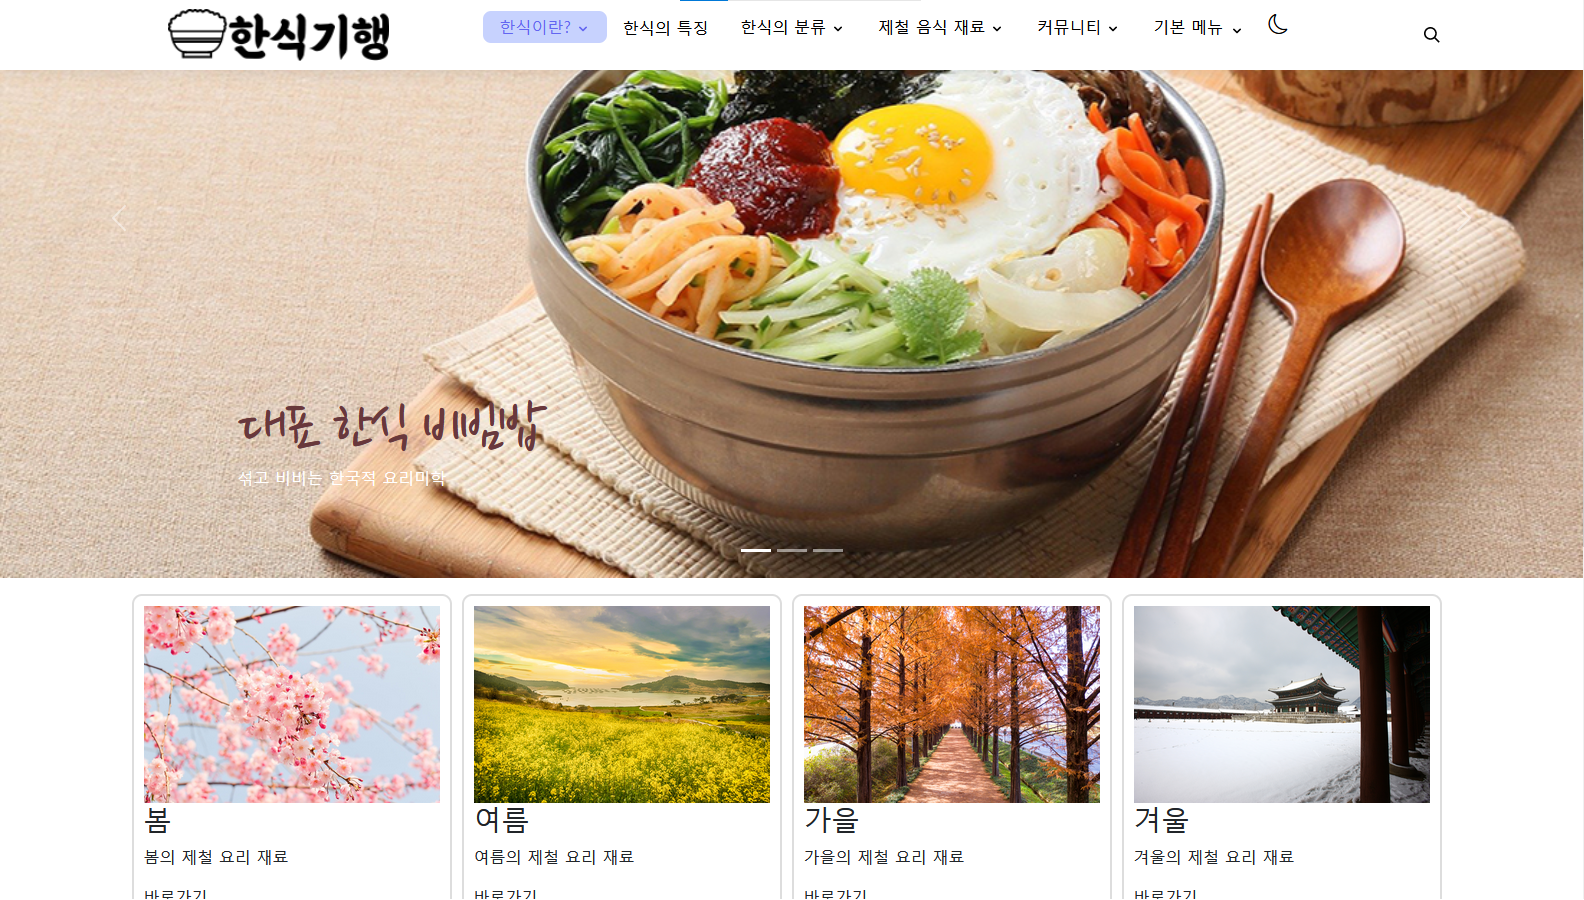 한식기행
한식이란? 한식의 특징 한식의 분류 제철 음식 재료 커뮤니티 기본 메뉴
대표 한식 비빔밥
섞고 비비는 한국적 요리미학
봄 여름 가을 겨울
봄의 제철 요리 재료 여름의 제철 요리 재료 가을의 제철 요리 재료 겨울의 제철 요리 재료
바로가기 바로가기 바로가기 바로가기